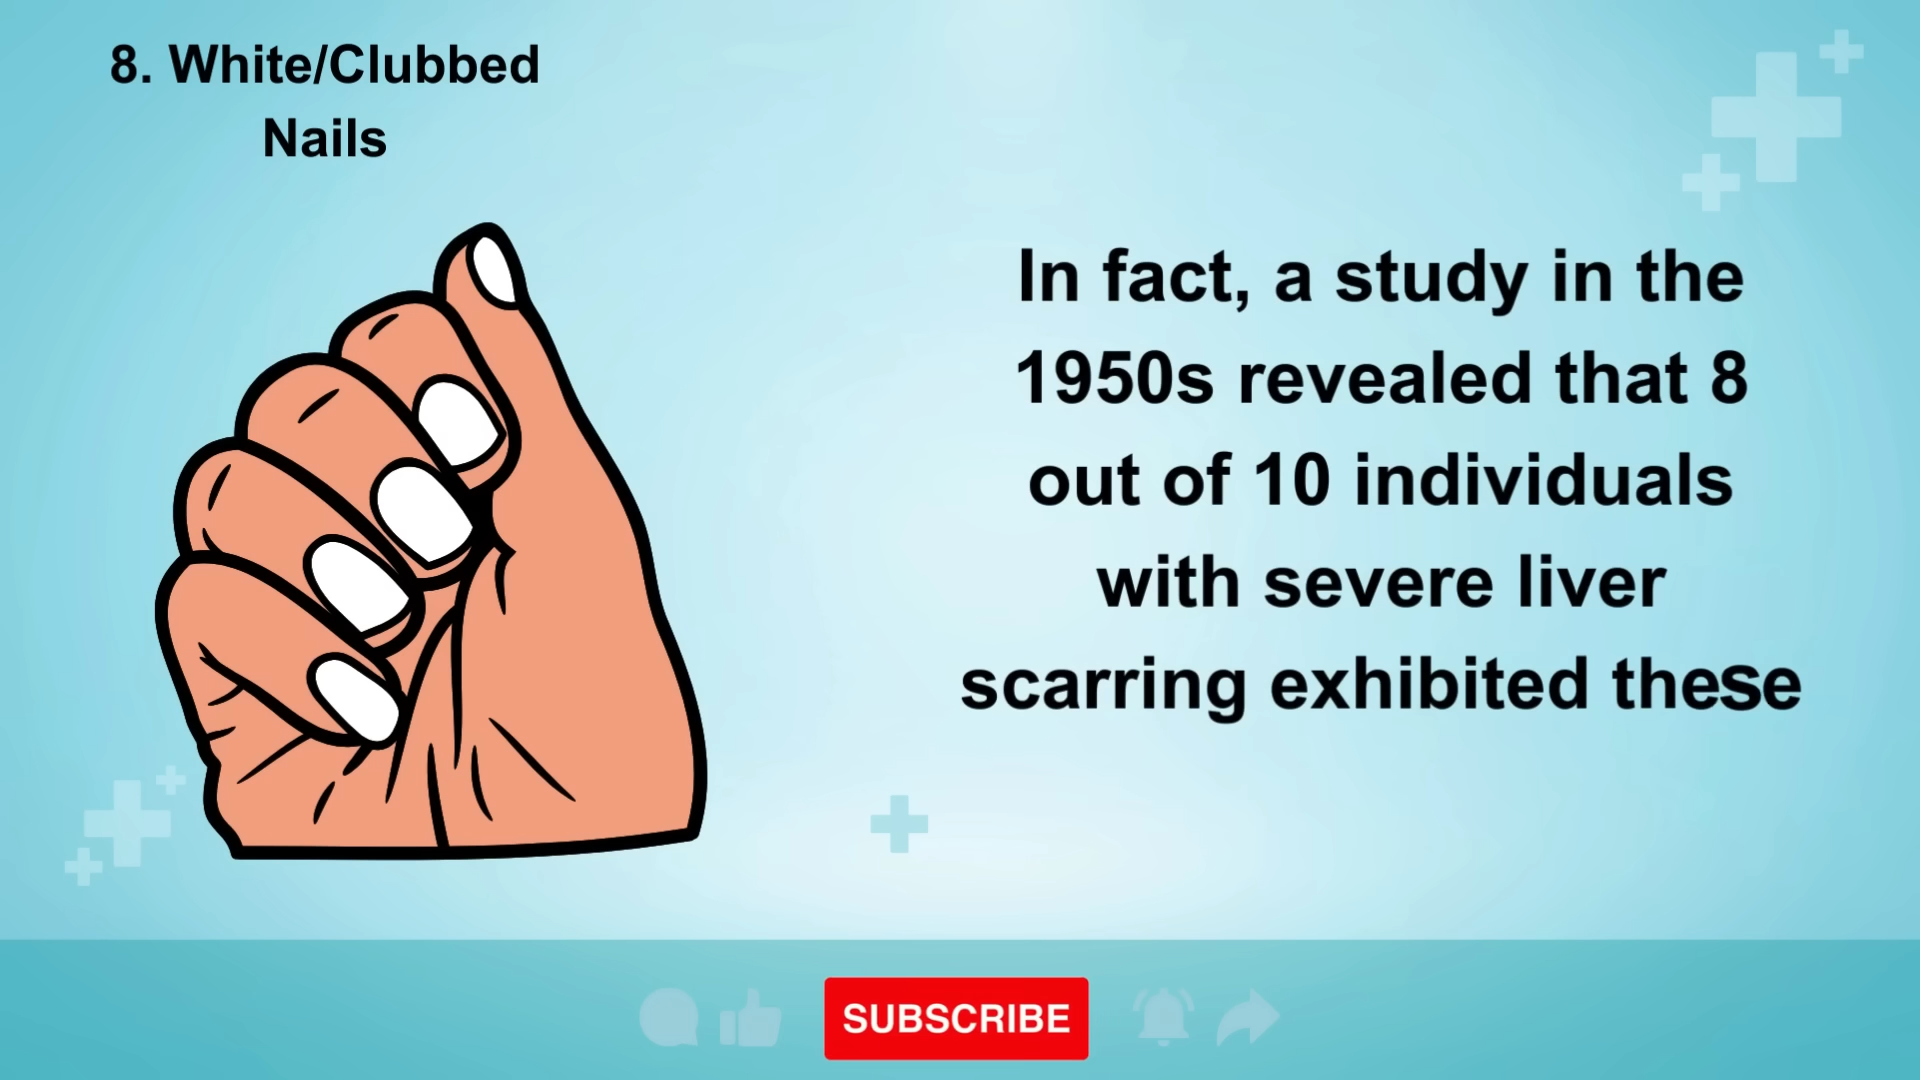 8. White/Clubbed
Nails
In fact, a study in the
1950s revealed that 8
out of 10 individuals
with severe liver
scarring exhibited these
SUBSCRIBE